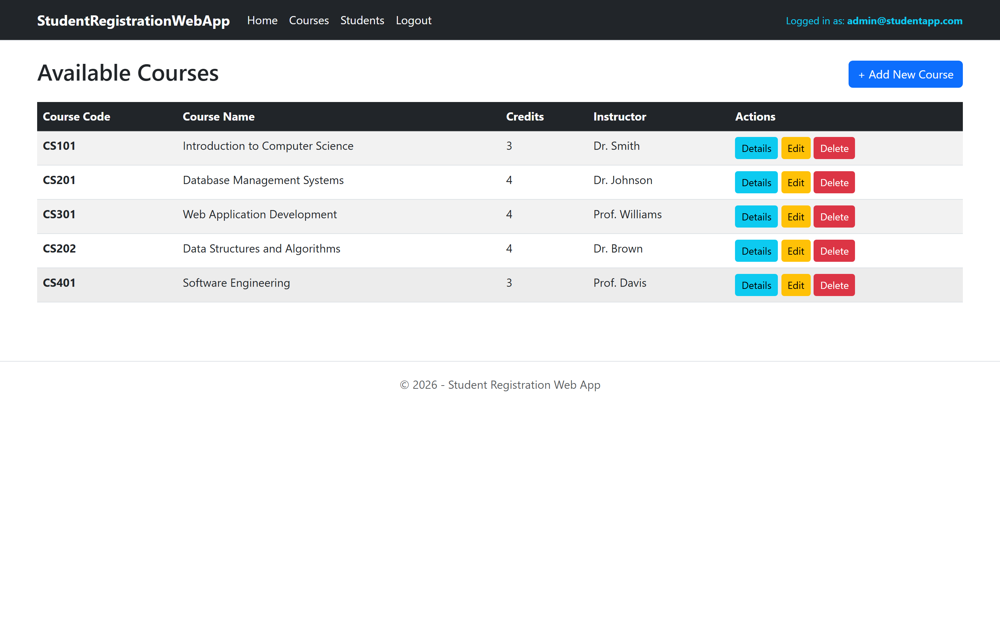 StudentRegistrationWebApp Home Courses Students Logout Logged in as: admin@studentapp.com
Available Courses + Add New Course
Course Code Course Name Credits Instructor Actions
CS101 Introduction to Computer Science 3 Dr. Smith Details Edit Delete
CS201 Database Management Systems 4 Dr. Johnson Details Edit Delete
CS301 Web Application Development 4 Prof. Williams Details Edit Delete
CS202 Data Structures and Algorithms 4 Dr. Brown Details Edit Delete
CS401 Software Engineering 3 Prof. Davis Details Edit Delete
© 2026 - Student Registration Web App